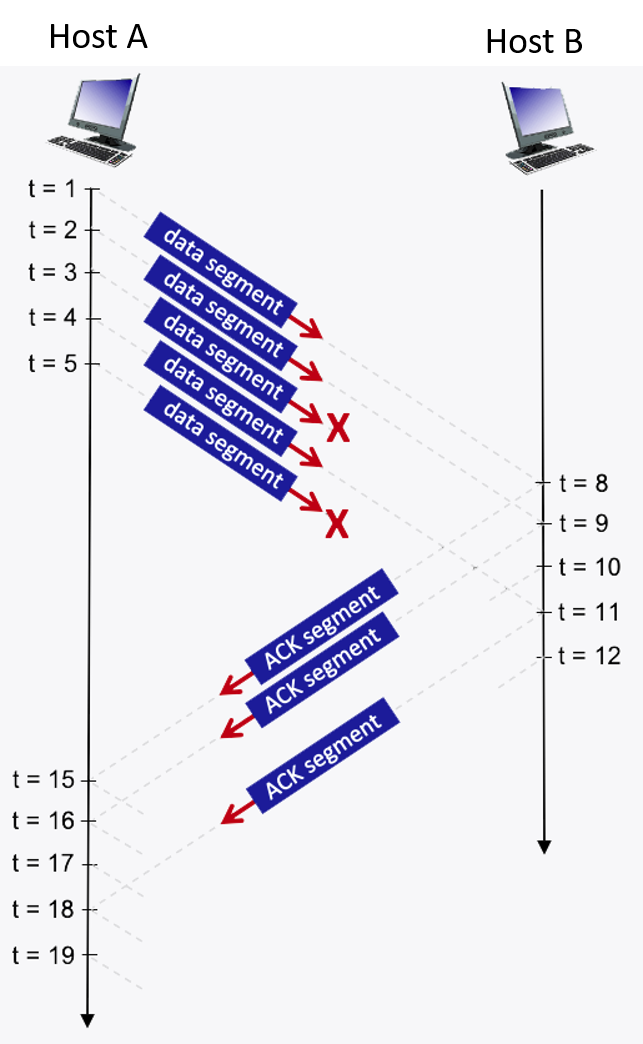 Host A
Host B
t = 1
t = 2
t = 3
t = 4
t = 5
data segment
data segment
data segment
data segment
data segment
X
X
t = 8
t = 9
t = 10
t = 11
t = 12
ACK segment
ACK segment
ACK segment
t = 15
t = 16
t = 17
t = 18
t = 19